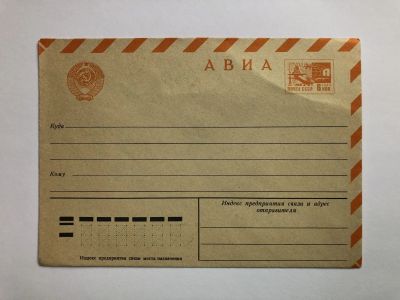 АВИА
ПОЧТА СССР 6 коп
Куда
Кому
Индекс предприятия связи и адрес
отправителя
Индекс предприятия связи места назначения